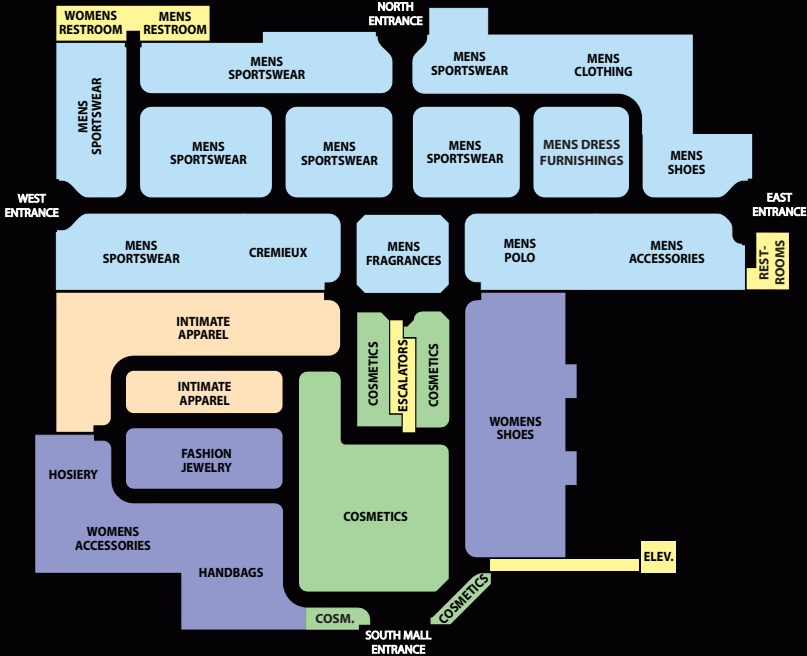 WOMENS
RESTROOM
MENS
RESTROOM
NORTH
ENTRANCE
MENS
SPORTSWEAR
MENS
SPORTSWEAR
MENS
SPORTSWEAR
MENS
CLOTHING
MENS
SPORTSWEAR
MENS
SPORTSWEAR
MENS
SPORTSWEAR
MENS DRESS
FURNISHINGS
MENS
SHOES
WEST
ENTRANCE
EAST
ENTRANCE
MENS
SPORTSWEAR
CREMIEUX
MENS
FRAGRANCES
MENS
POLO
MENS
ACCESSORIES
REST-
ROOMS
INTIMATE
APPAREL
COSMETICS
ESCALATORS
COSMETICS
INTIMATE
APPAREL
WOMENS
SHOES
FASHION
JEWELRY
HOSIERY
COSMETICS
WOMENS
ACCESSORIES
HANDBAGS
ELEV.
COSMETICS
COSM.
SOUTH MALL
ENTRANCE